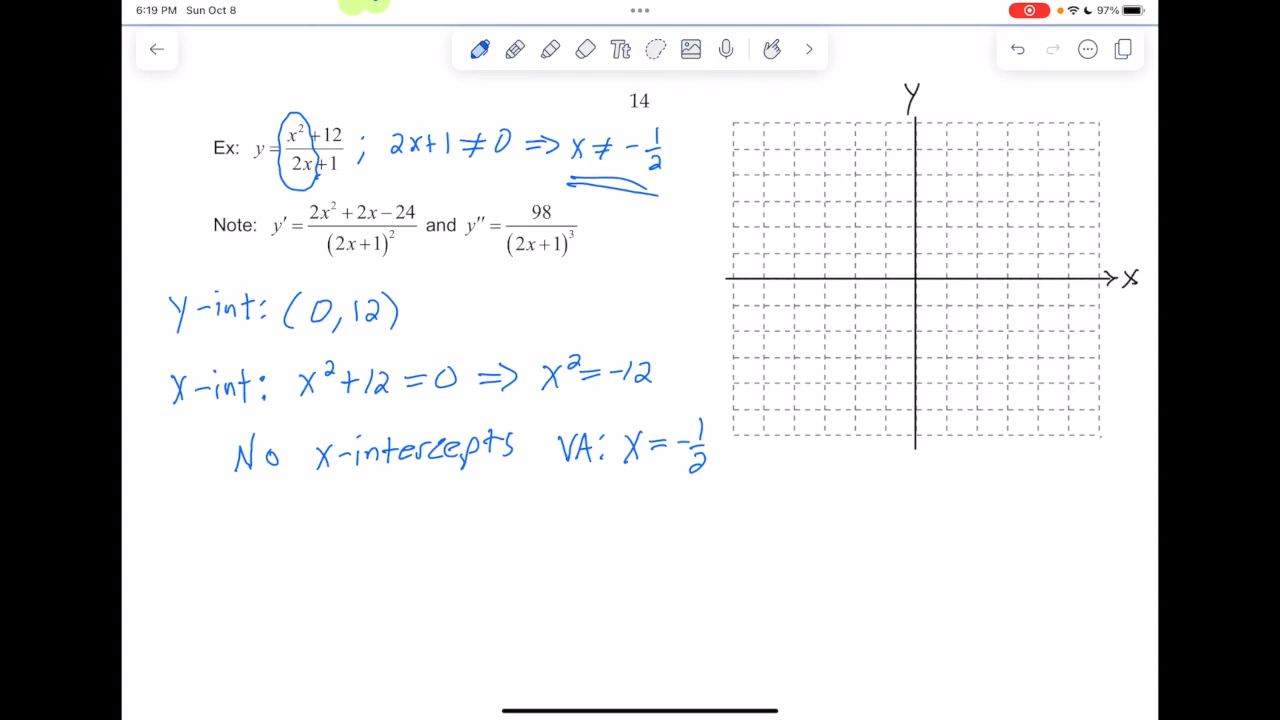 6:19 PM Sun Oct 8
97%
Tt
14
Ex: y = (x² + 12)/(2x + 1) ; 2x+1 ≠ 0 ⇒ x ≠ -1/2
Note: y′ = (2x² + 2x − 24)/(2x+1)² and y″ = 98/(2x+1)³
y-int: (0, 12)
x-int: x² + 12 = 0 ⇒ x² = -12
No x-intercepts VA: x = -1/2
y
x